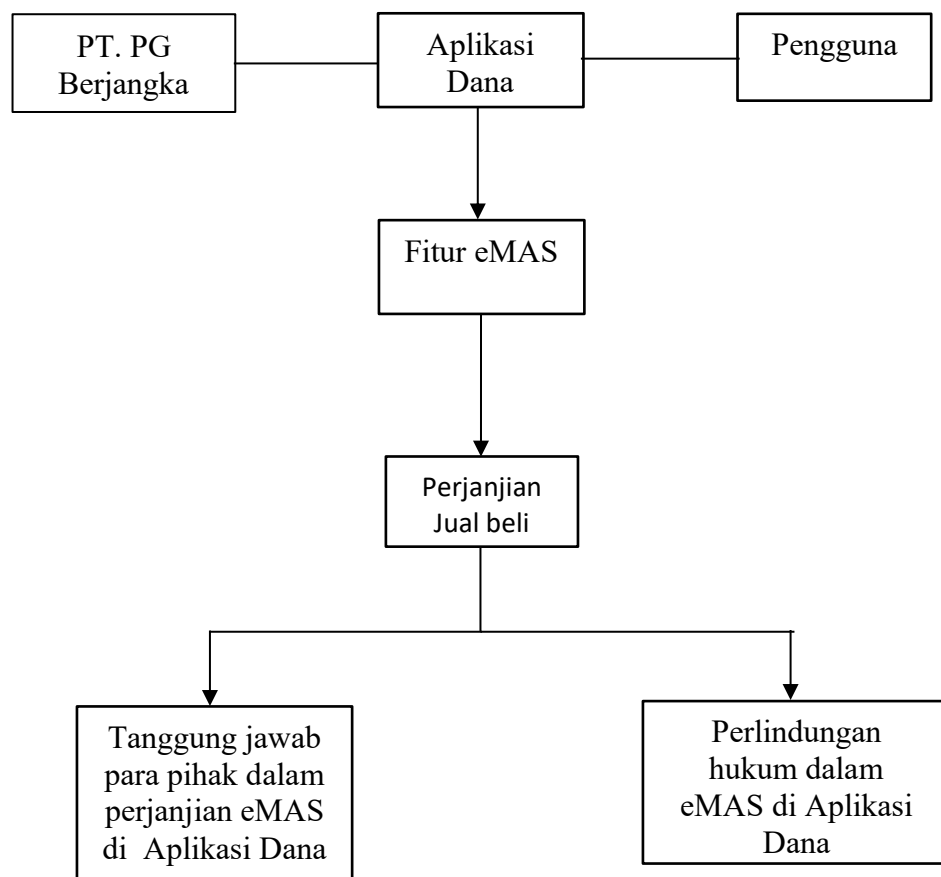 PT. PG
Berjangka
Aplikasi
Dana
Pengguna
Fitur eMAS
Perjanjian
Jual beli
Tanggung jawab
para pihak dalam
perjanjian eMAS
di Aplikasi Dana
Perlindungan
hukum dalam
eMAS di Aplikasi
Dana